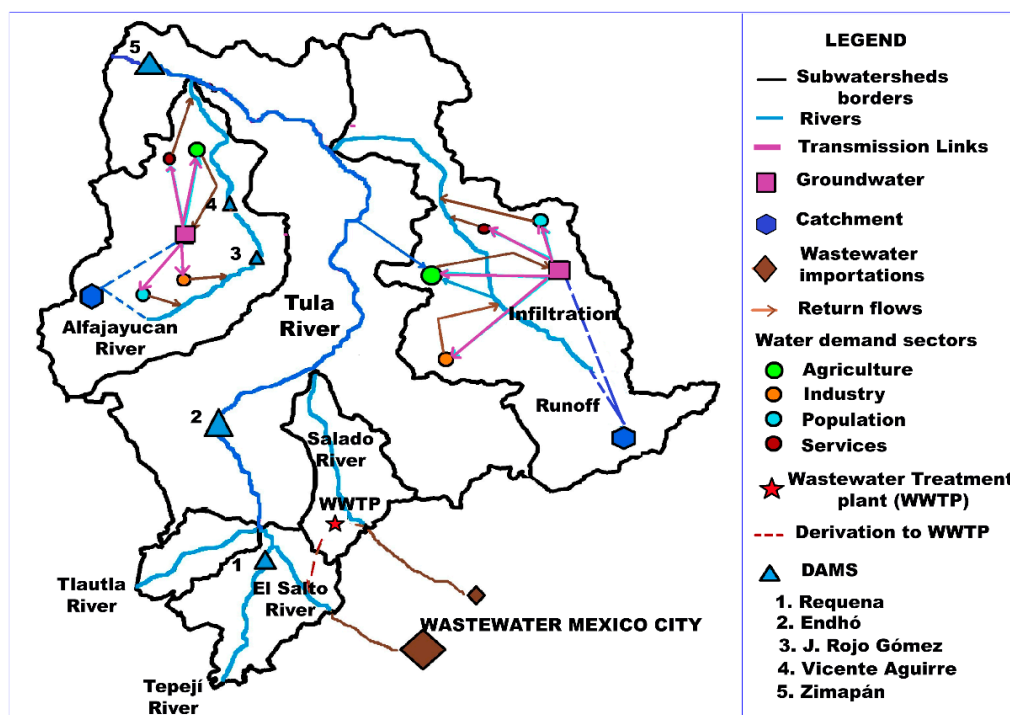 5
4
3
Alfajayucan
River
Tula
River
Infiltration
Runoff
2
Salado
River
WWTP
1
El Salto
River
Tlautla
River
Tepejí
River
WASTEWATER MEXICO CITY
LEGEND
Subwatersheds
borders
Rivers
Transmission Links
Groundwater
Catchment
Wastewater
importations
Return flows
Water demand sectors
Agriculture
Industry
Population
Services
Wastewater Treatment
plant (WWTP)
Derivation to WWTP
DAMS
1. Requena
2. Endhó
3. J. Rojo Gómez
4. Vicente Aguirre
5. Zimapán